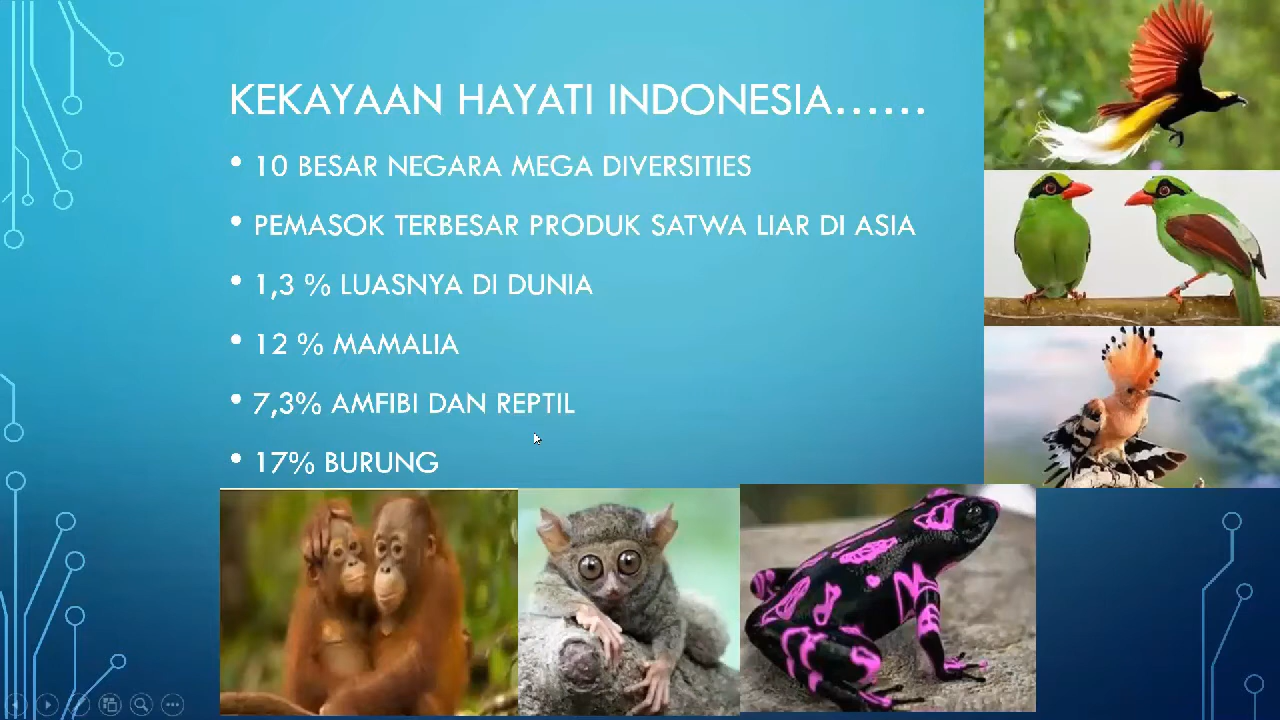 KEKAYAAN HAYATI INDONESIA......
• 10 BESAR NEGARA MEGA DIVERSITIES
• PEMASOK TERBESAR PRODUK SATWA LIAR DI ASIA
• 1,3 % LUASNYA DI DUNIA
• 12 % MAMALIA
• 7,3% AMFIBI DAN REPTIL
• 17% BURUNG